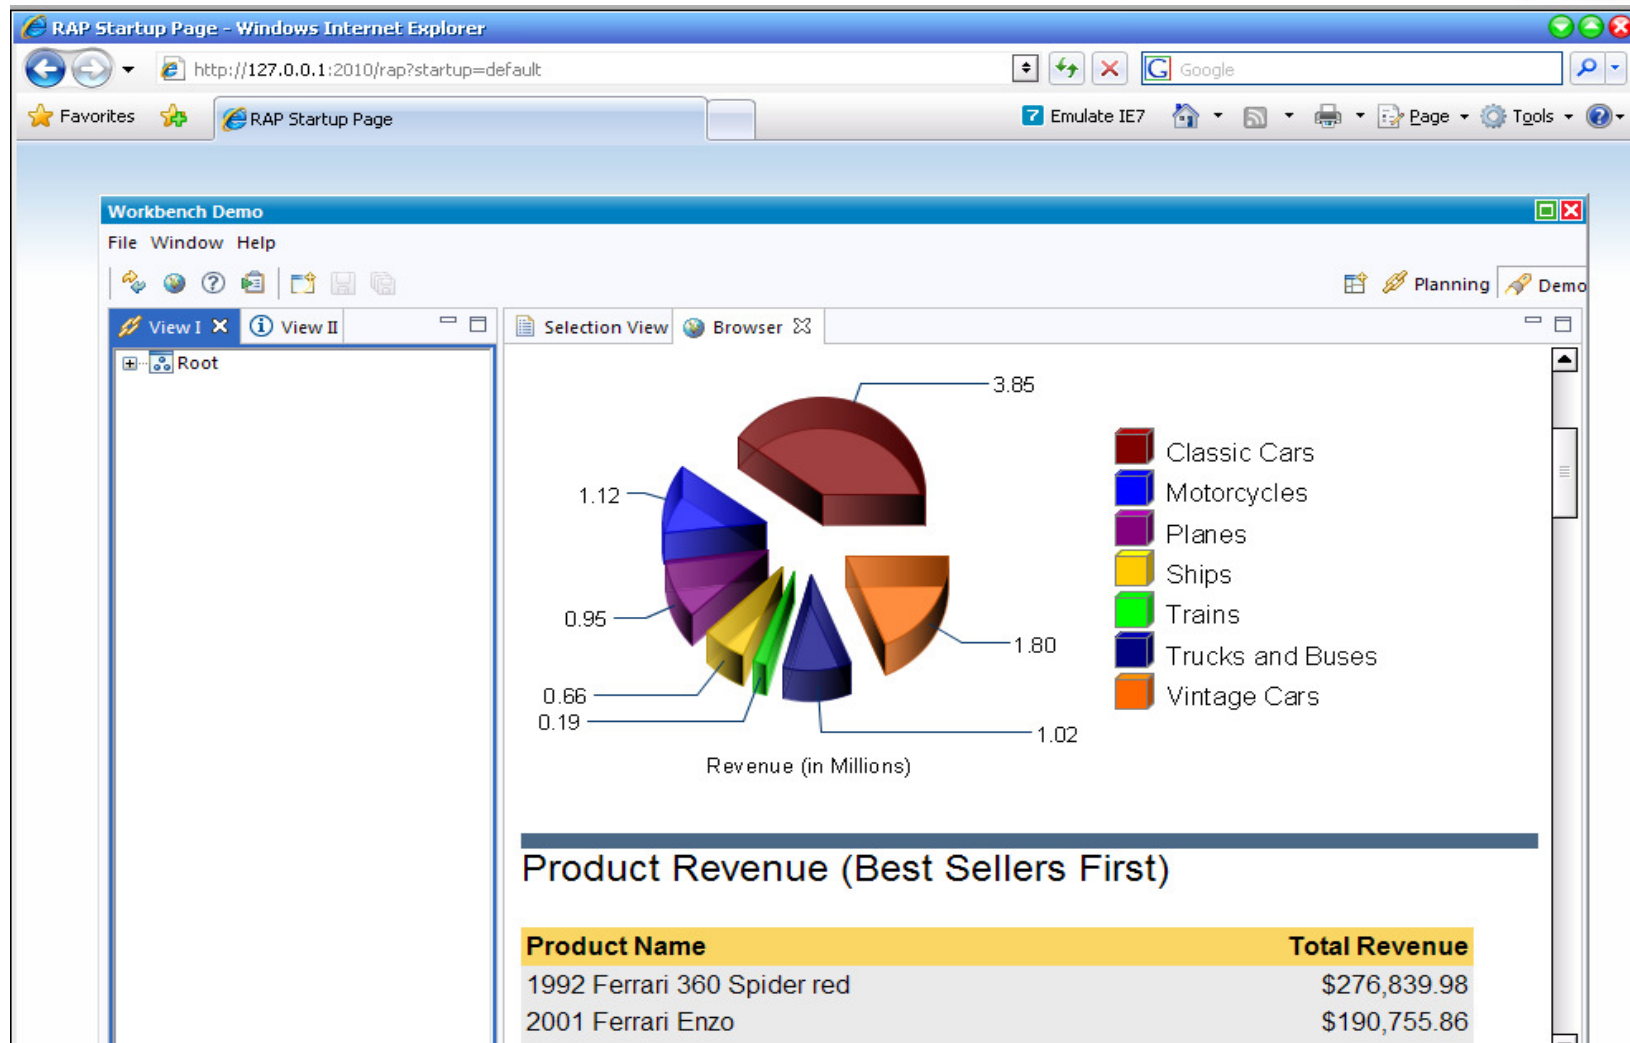 RAP Startup Page - Windows Internet Explorer
http://127.0.0.1:2010/rap?startup=default
Google
Favorites
RAP Startup Page
7 Emulate IE7
Page
Tools
Workbench Demo
File Window Help
Planning
Demo
View I
View II
Selection View
Browser
Root
3.85
1.12
0.95
0.66
0.19
1.80
1.02
Revenue (in Millions)
Classic Cars
Motorcycles
Planes
Ships
Trains
Trucks and Buses
Vintage Cars
Product Revenue (Best Sellers First)
Product Name Total Revenue
1992 Ferrari 360 Spider red $276,839.98
2001 Ferrari Enzo $190,755.86